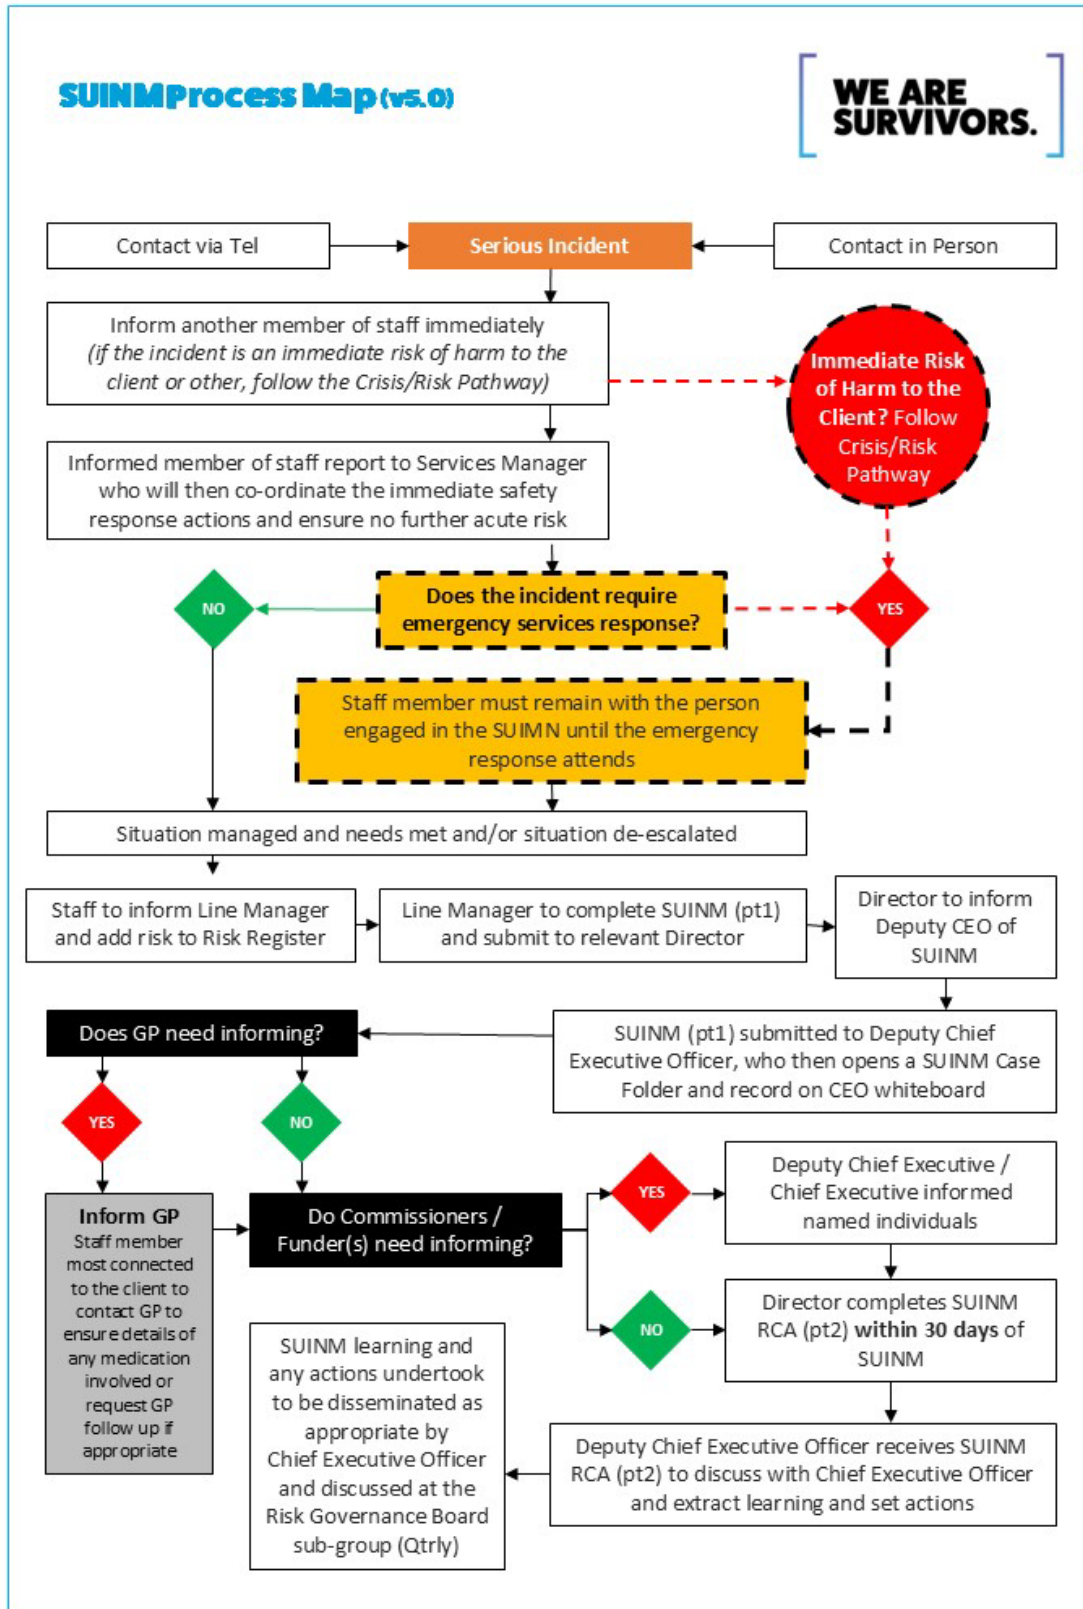 SUINMProcess Map (v5.0)
WE ARE
SURVIVORS.
Contact via Tel
Serious Incident
Contact in Person
Inform another member of staff immediately
(if the incident is an immediate risk of harm to the
client or other, follow the Crisis/Risk Pathway)
Immediate Risk
of Harm to the
Client? Follow
Crisis/Risk
Pathway
Informed member of staff report to Services Manager
who will then co-ordinate the immediate safety
response actions and ensure no further acute risk
NO
Does the incident require
emergency services response?
YES
Staff member must remain with the person
engaged in the SUIMN until the emergency
response attends
Situation managed and needs met and/or situation de-escalated
Staff to inform Line Manager
and add risk to Risk Register
Line Manager to complete SUINM (pt1)
and submit to relevant Director
Director to inform
Deputy CEO of
SUINM
Does GP need informing?
SUINM (pt1) submitted to Deputy Chief
Executive Officer, who then opens a SUINM Case
Folder and record on CEO whiteboard
YES
NO
Inform GP
Staff member
most connected
to the client to
contact GP to
ensure details of
any medication
involved or
request GP
follow up if
appropriate
Do Commissioners /
Funder(s) need informing?
YES
Deputy Chief Executive /
Chief Executive informed
named individuals
NO
Director completes SUINM
RCA (pt2) within 30 days of
SUINM
SUINM learning and
any actions undertook
to be disseminated as
appropriate by
Chief Executive Officer
and discussed at the
Risk Governance Board
sub-group (Qtrly)
Deputy Chief Executive Officer receives SUINM
RCA (pt2) to discuss with Chief Executive Officer
and extract learning and set actions